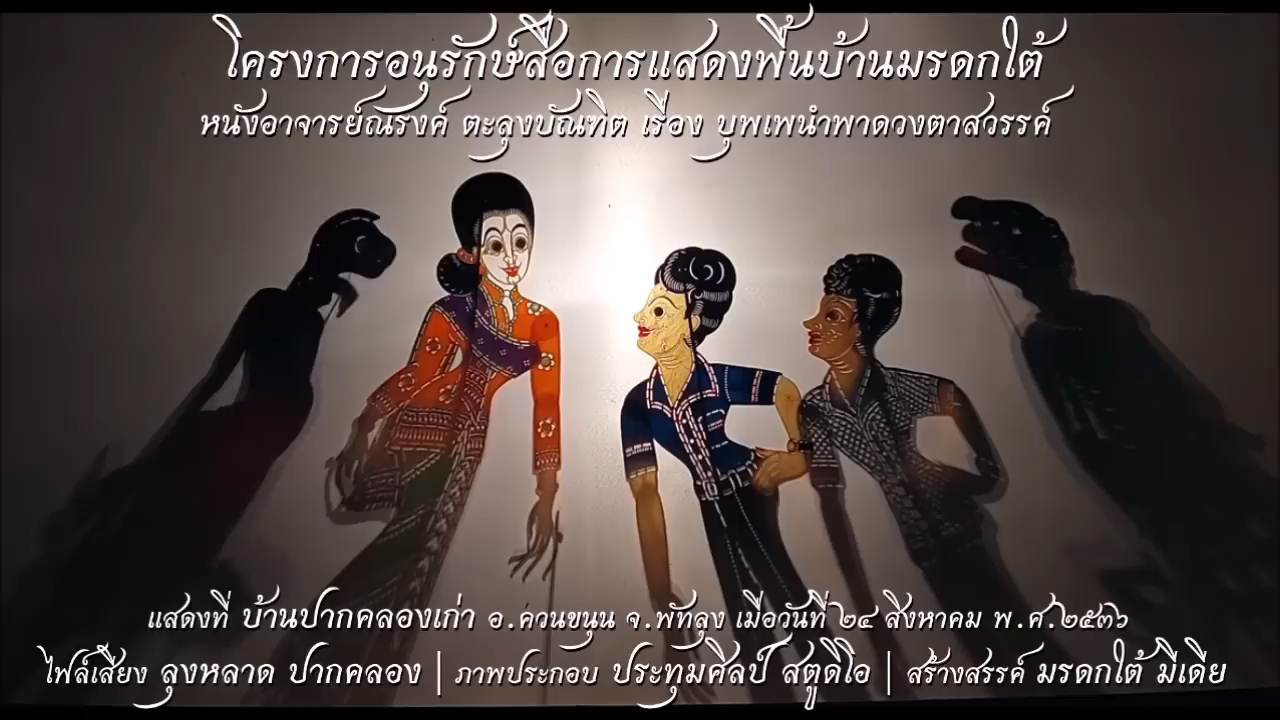 โครงการอนุรักษ์สื่อการแสดงพื้นบ้านมรดกใต้
หนังอาจารย์ณรงค์ ตะลุงบัณฑิต เรื่อง บุพเพนำพาดวงตาสวรรค์
แสดงที่ บ้านปากคลองเก่า อ.ควนขนุน จ.พัทลุง เมื่อวันที่ ๒๔ สิงหาคม พ.ศ.๒๕๓๖
ไฟล์เสียง ลุงหลาด ปากคลอง | ภาพประกอบ ประทุมศิลป์ สตูดิโอ | สร้างสรรค์ มรดกใต้ มีเดีย